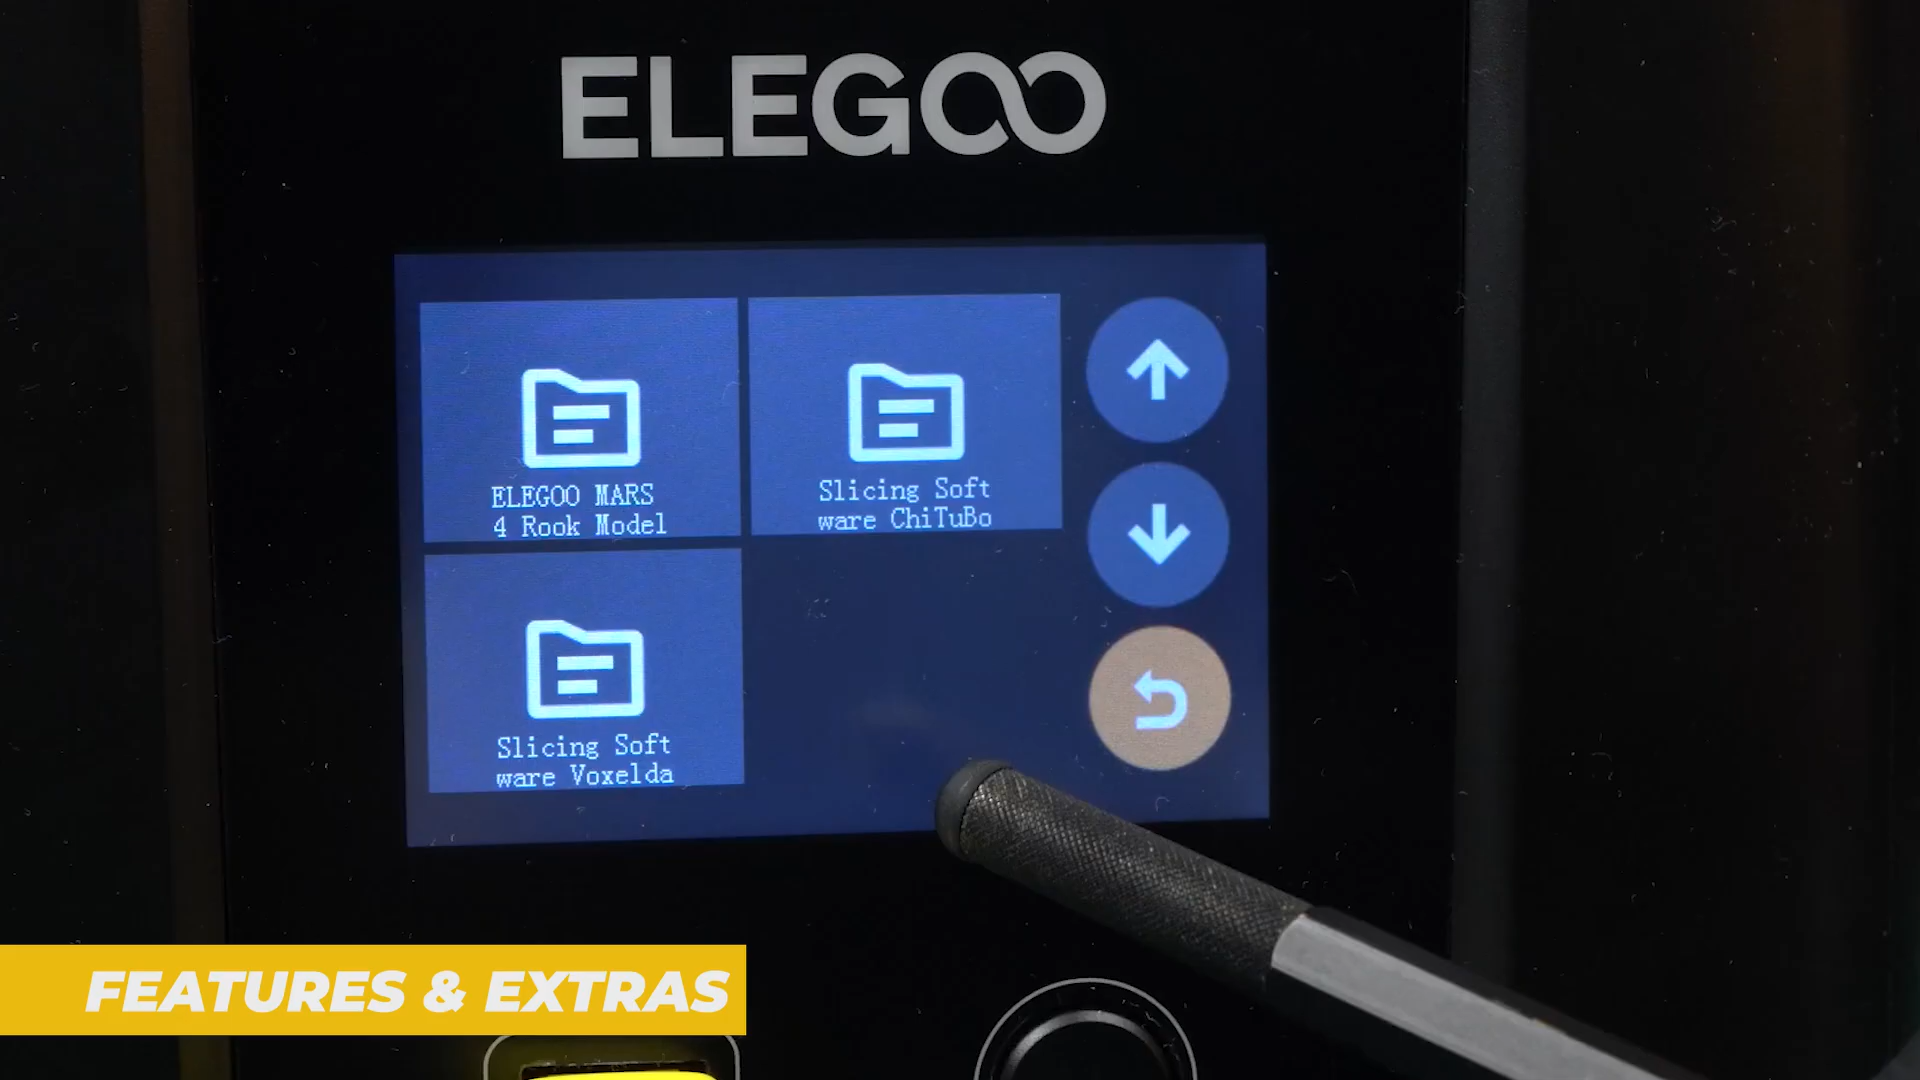 ELEGOO
ELEGOO MARS
4 Rook Model
Slicing Soft
ware ChiTuBo
Slicing Soft
ware Voxelda
FEATURES & EXTRAS